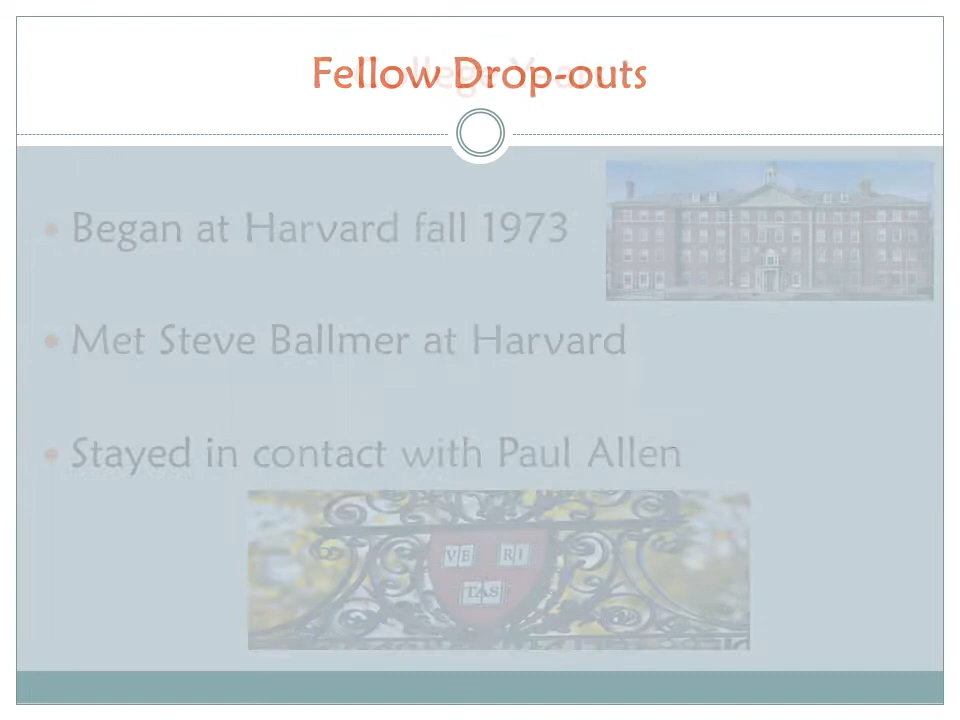 Fellow Drop-outs
• Began at Harvard fall 1973
• Met Steve Ballmer at Harvard
• Stayed in contact with Paul Allen
VE RI
TAS